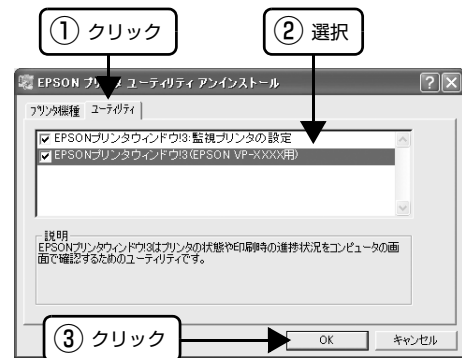 ① クリック
② 選択
EPSON プリンタ ユーティリティ アンインストール
プリンタ機種 ユーティリティ
EPSONプリンタウィンドウ!3:監視プリンタの設定
EPSONプリンタウィンドウ!3(EPSON VP-XXXX用)
説明
EPSONプリンタウィンドウ!3はプリンタの状態や印刷時の進捗状況をコンピュータの画
面で確認するためのユーティリティです。
③ クリック
OK キャンセル